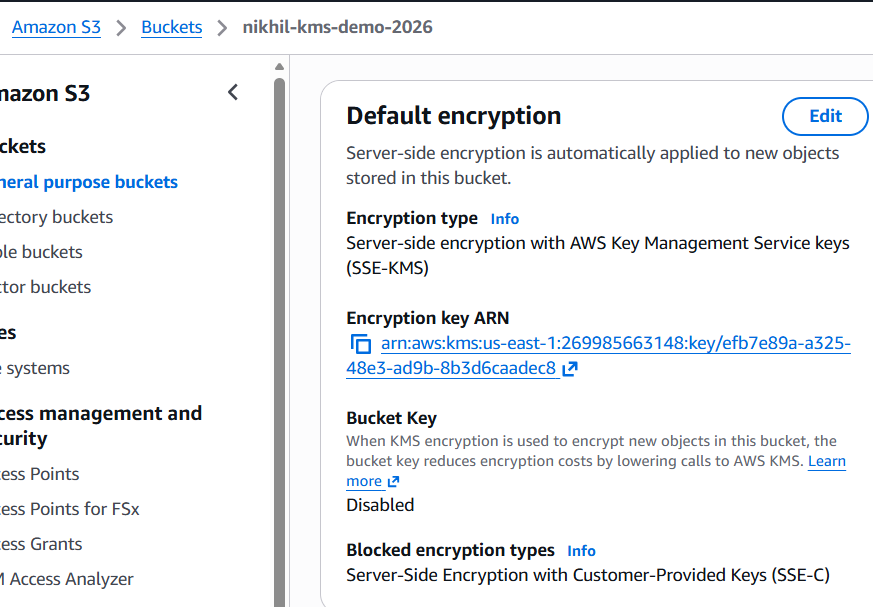 Amazon S3 > Buckets > nikhil-kms-demo-2026
mazon S3
ckets
neral purpose buckets
ectory buckets
le buckets
tor buckets
es
systems
cess management and
curity
ess Points
ess Points for FSx
ess Grants
M Access Analyzer
Default encryption
Edit
Server-side encryption is automatically applied to new objects
stored in this bucket.
Encryption type Info
Server-side encryption with AWS Key Management Service keys
(SSE-KMS)
Encryption key ARN
arn:aws:kms:us-east-1:269985663148:key/efb7e89a-a325-
48e3-ad9b-8b3d6caadec8
Bucket Key
When KMS encryption is used to encrypt new objects in this bucket, the
bucket key reduces encryption costs by lowering calls to AWS KMS. Learn
more
Disabled
Blocked encryption types Info
Server-Side Encryption with Customer-Provided Keys (SSE-C)